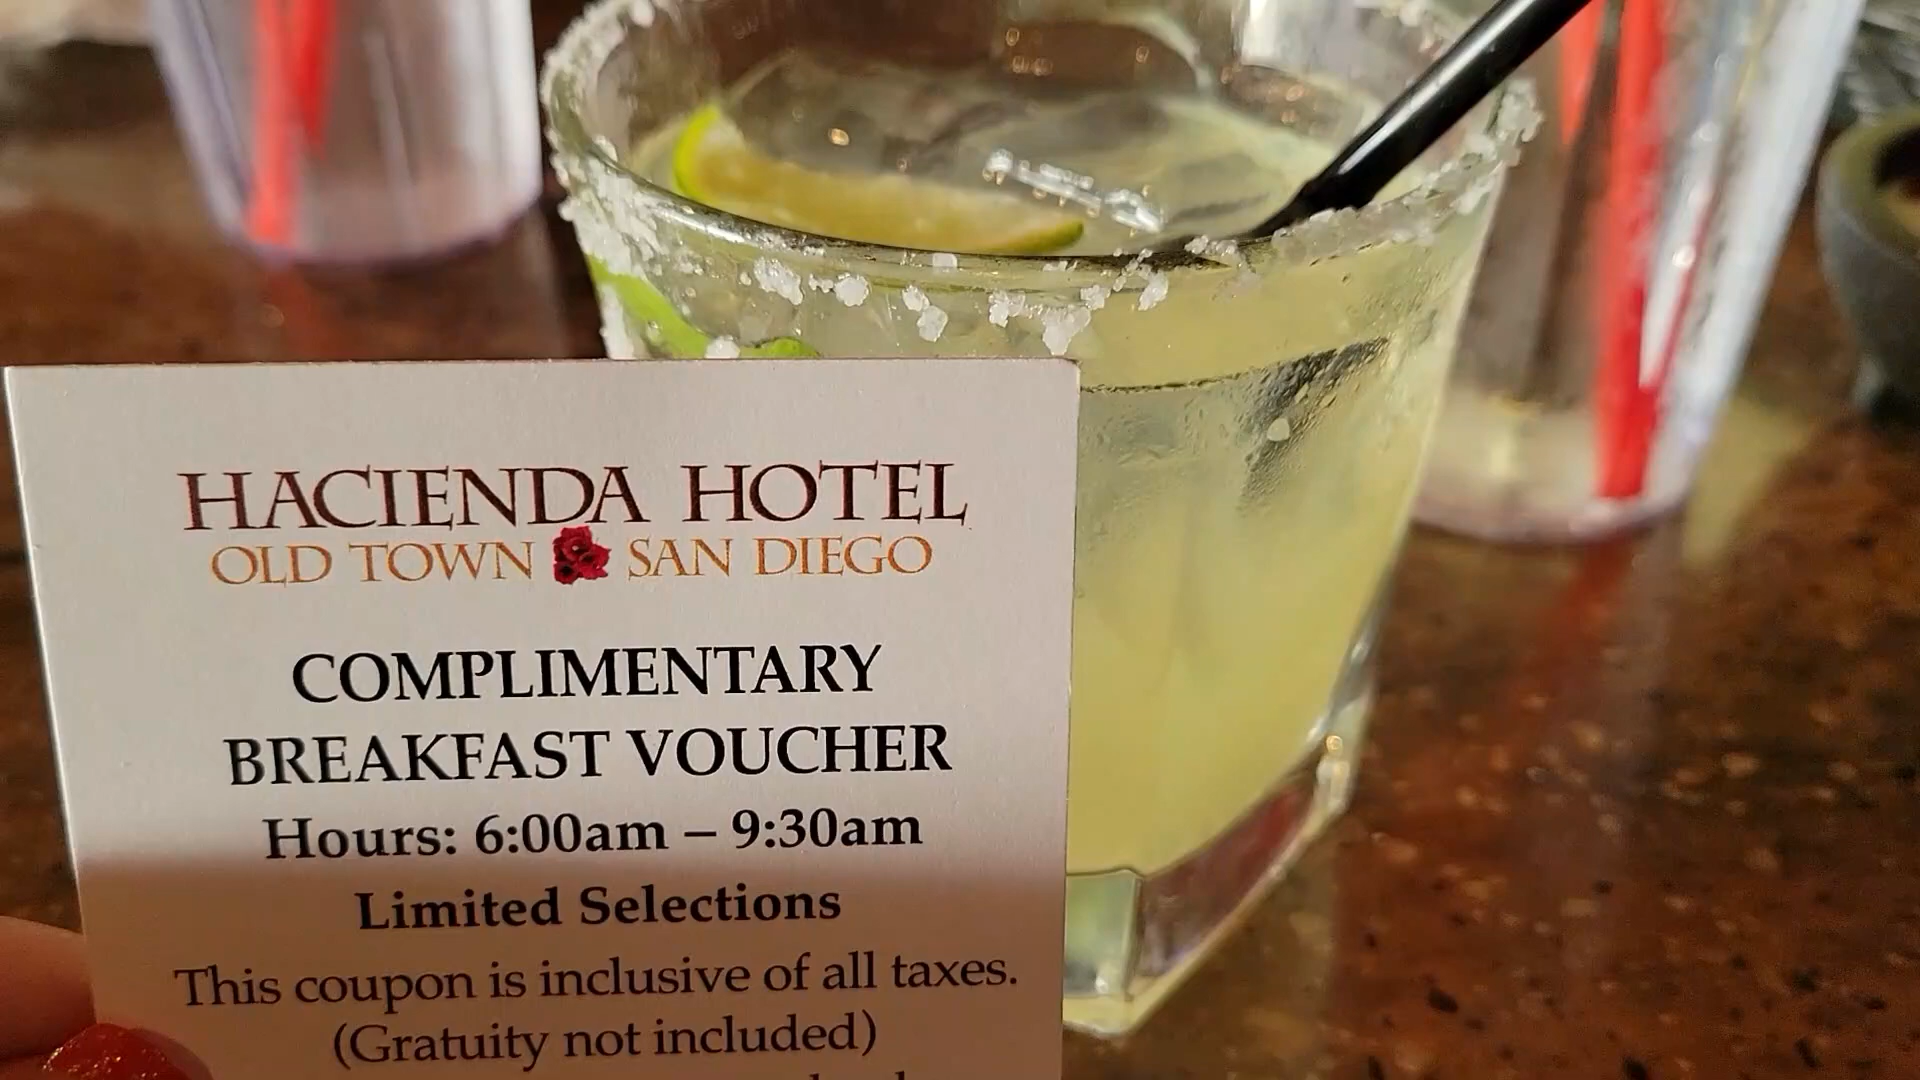 HACIENDA HOTEL
OLD TOWN SAN DIEGO
COMPLIMENTARY
BREAKFAST VOUCHER
Hours: 6:00am – 9:30am
Limited Selections
This coupon is inclusive of all taxes.
(Gratuity not included)